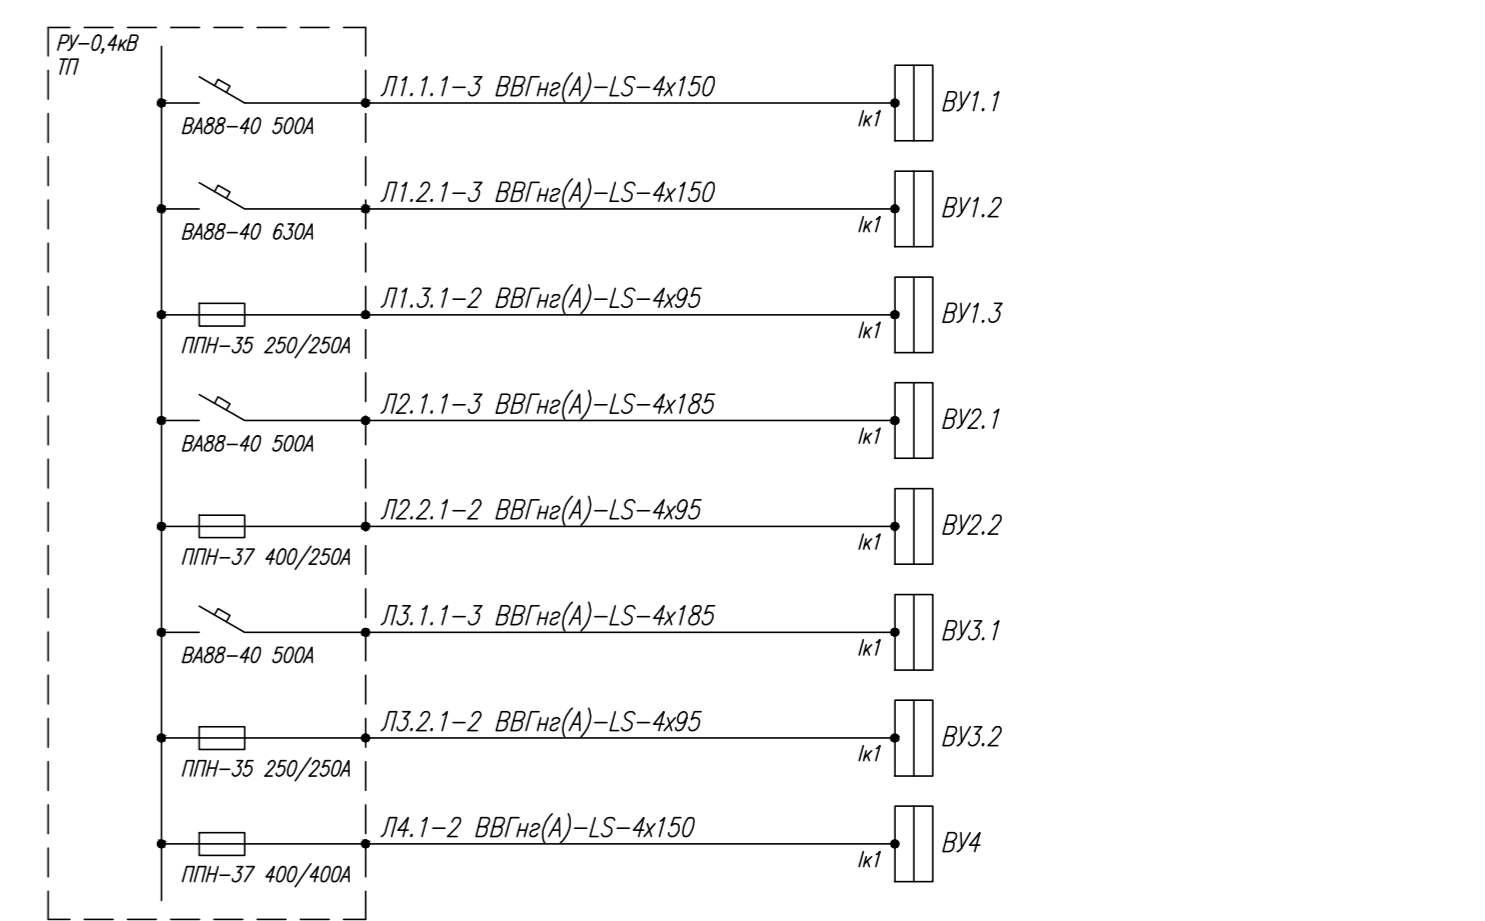 РУ-0,4кВ
ТП
Л1.1.1-3 ВВГнг(А)-LS-4х150
ВА88-40 500А
Iк1
ВУ1.1
Л1.2.1-3 ВВГнг(А)-LS-4х150
ВА88-40 630А
Iк1
ВУ1.2
Л1.3.1-2 ВВГнг(А)-LS-4х95
ППН-35 250/250А
Iк1
ВУ1.3
Л2.1.1-3 ВВГнг(А)-LS-4х185
ВА88-40 500А
Iк1
ВУ2.1
Л2.2.1-2 ВВГнг(А)-LS-4х95
ППН-37 400/250А
Iк1
ВУ2.2
Л3.1.1-3 ВВГнг(А)-LS-4х185
ВА88-40 500А
Iк1
ВУ3.1
Л3.2.1-2 ВВГнг(А)-LS-4х95
ППН-35 250/250А
Iк1
ВУ3.2
Л4.1-2 ВВГнг(А)-LS-4х150
ППН-37 400/400А
Iк1
ВУ4